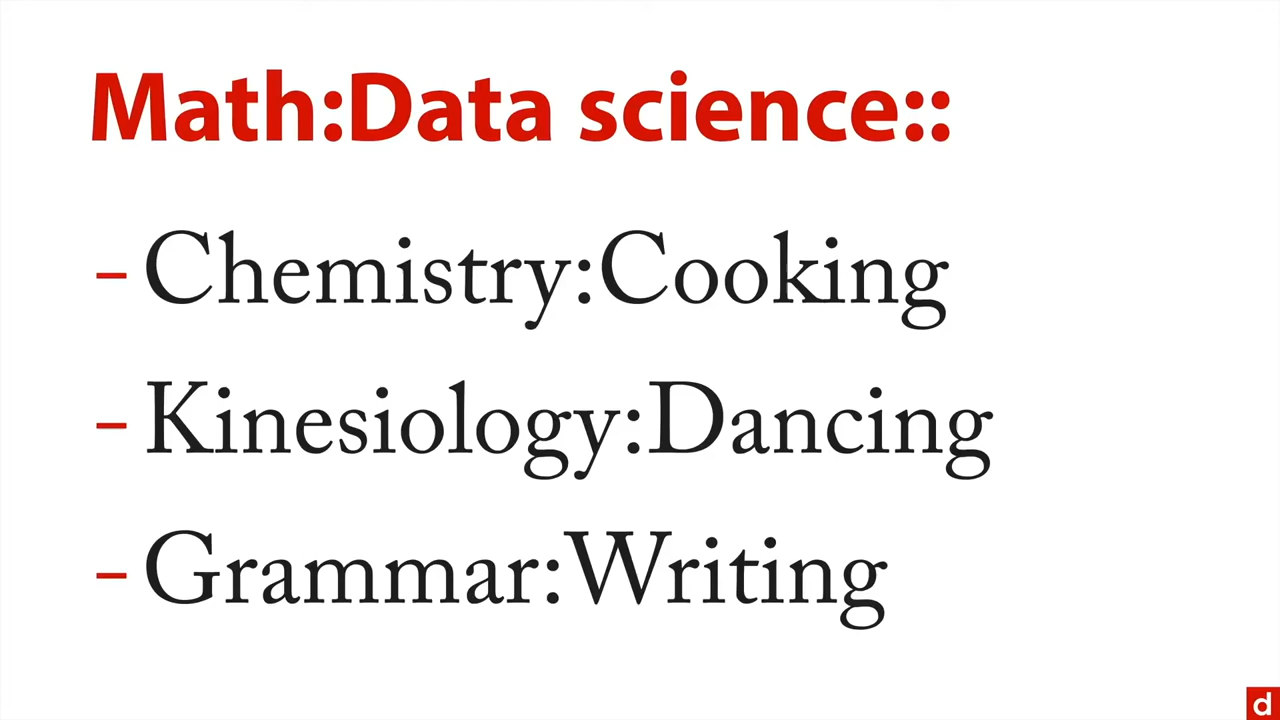 Math:Data science::
– Chemistry:Cooking
– Kinesiology:Dancing
– Grammar:Writing
d